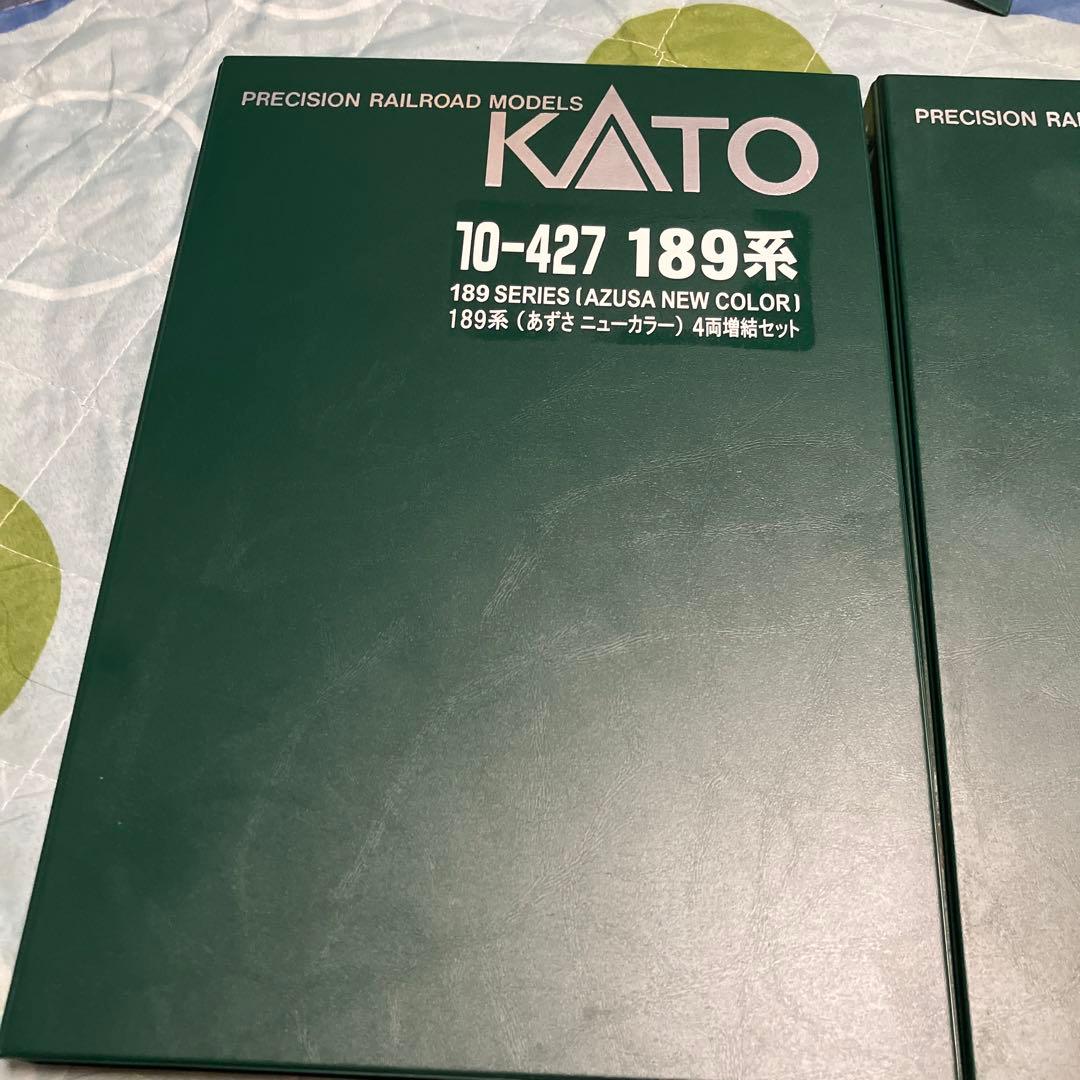 PRECISION RAILROAD MODELS
KATO
10-427 189系
189 SERIES (AZUSA NEW COLOR)
189系 (あずさ ニューカラー) 4両増結セット
PRECISION